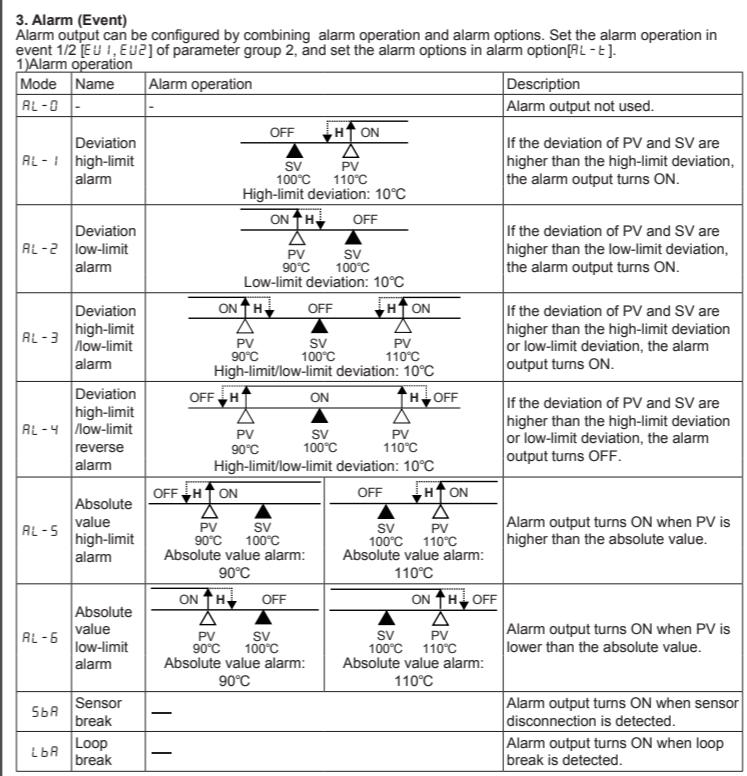 3. Alarm (Event)
Alarm output can be configured by combining alarm operation and alarm options. Set the alarm operation in
event 1/2 [EU1, EU2] of parameter group 2, and set the alarm options in alarm option[AL-t].
1)Alarm operation
Mode Name Alarm operation Description
AL-0 - - Alarm output not used.
AL-1
Deviation
high-limit
alarm
OFF H ON
SV PV
100℃ 110℃
High-limit deviation: 10℃
If the deviation of PV and SV are
higher than the high-limit deviation,
the alarm output turns ON.
AL-2
Deviation
low-limit
alarm
ON H OFF
PV SV
90℃ 100℃
Low-limit deviation: 10℃
If the deviation of PV and SV are
higher than the low-limit deviation,
the alarm output turns ON.
AL-3
Deviation
high-limit
/low-limit
alarm
ON H OFF H ON
PV SV PV
90℃ 100℃ 110℃
High-limit/low-limit deviation: 10℃
If the deviation of PV and SV are
higher than the high-limit deviation
or low-limit deviation, the alarm
output turns ON.
AL-4
Deviation
high-limit
/low-limit
reverse
alarm
OFF H ON H OFF
PV SV PV
90℃ 100℃ 110℃
High-limit/low-limit deviation: 10℃
If the deviation of PV and SV are
higher than the high-limit deviation
or low-limit deviation, the alarm
output turns OFF.
AL-5
Absolute
value
high-limit
alarm
OFF H ON
PV SV
90℃ 100℃
Absolute value alarm:
90℃
OFF H ON
SV PV
100℃ 110℃
Absolute value alarm:
110℃
Alarm output turns ON when PV is
higher than the absolute value.
AL-6
Absolute
value
low-limit
alarm
ON H OFF
PV SV
90℃ 100℃
Absolute value alarm:
90℃
ON H OFF
SV PV
100℃ 110℃
Absolute value alarm:
110℃
Alarm output turns ON when PV is
lower than the absolute value.
SbA
Sensor
break
—
Alarm output turns ON when sensor
disconnection is detected.
LbA
Loop
break
—
Alarm output turns ON when loop
break is detected.